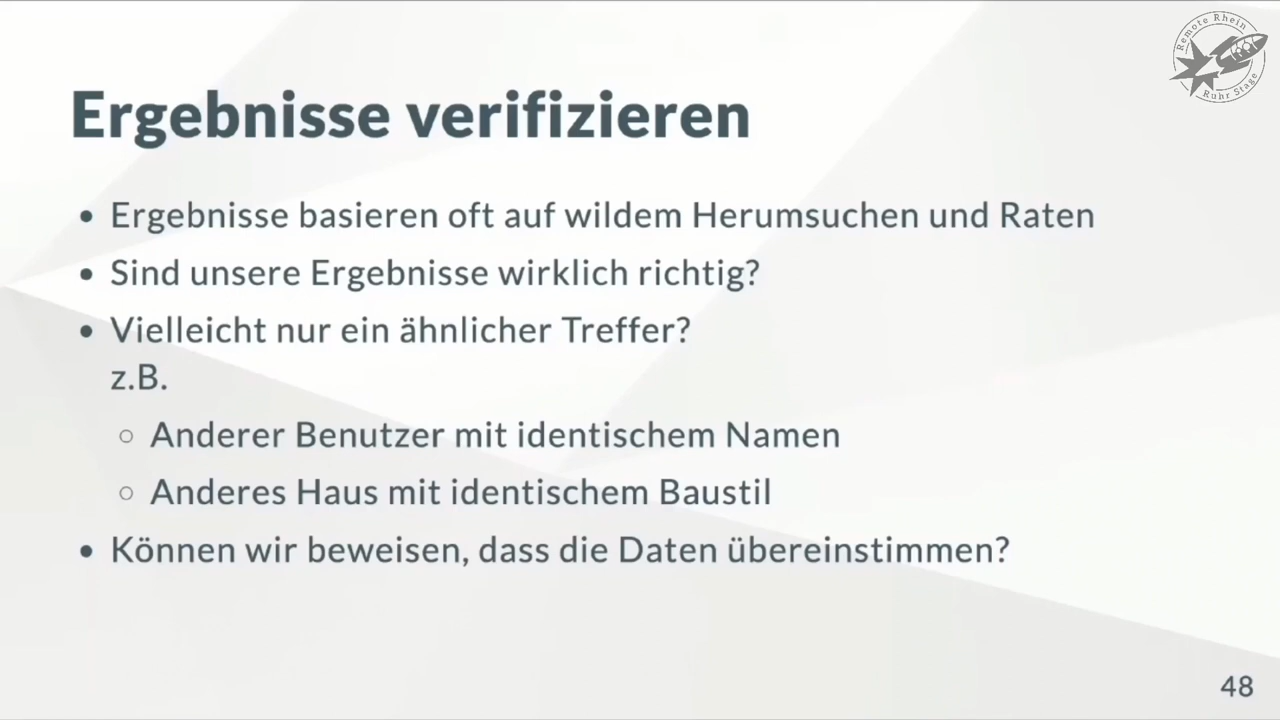 Remote Rhein
Ruhr Stage
Ergebnisse verifizieren
• Ergebnisse basieren oft auf wildem Herumsuchen und Raten
• Sind unsere Ergebnisse wirklich richtig?
• Vielleicht nur ein ähnlicher Treffer?
z.B.
○ Anderer Benutzer mit identischem Namen
○ Anderes Haus mit identischem Baustil
• Können wir beweisen, dass die Daten übereinstimmen?
48